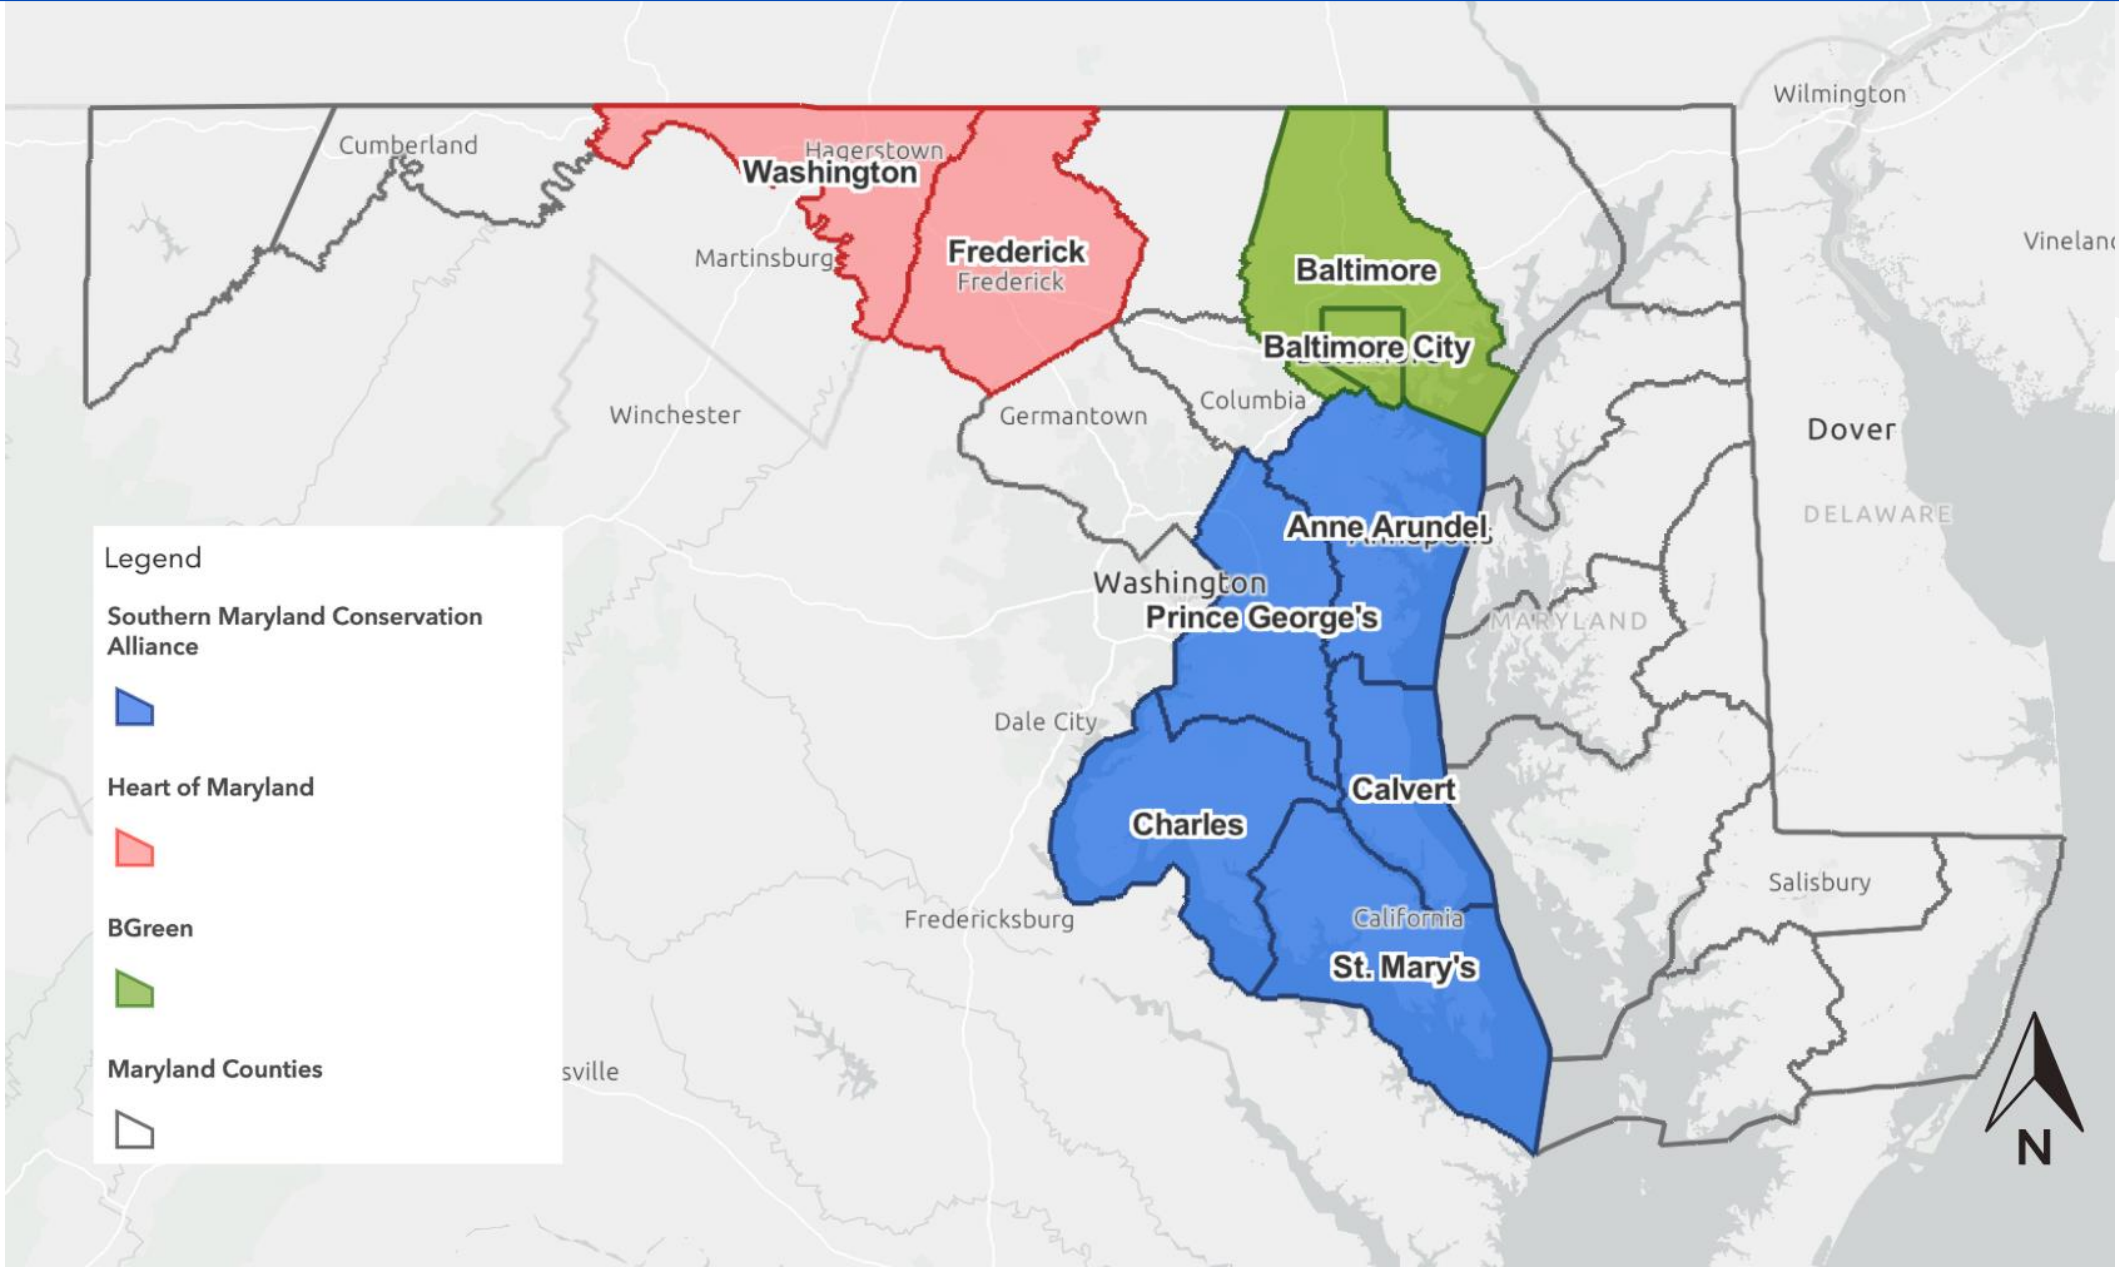 Wilmington
Cumberland
Hagerstown
Washington
Vineland
Frederick
Frederick
Martinsburg
Baltimore
Baltimore City
Columbia
Winchester
Germantown
Dover
DELAWARE
Anne Arundel
Washington
Prince George's
MARYLAND
Dale City
Calvert
Charles
Salisbury
Fredericksburg
California
St. Mary's
sville
N
Legend
Southern Maryland Conservation
Alliance
Heart of Maryland
BGreen
Maryland Counties